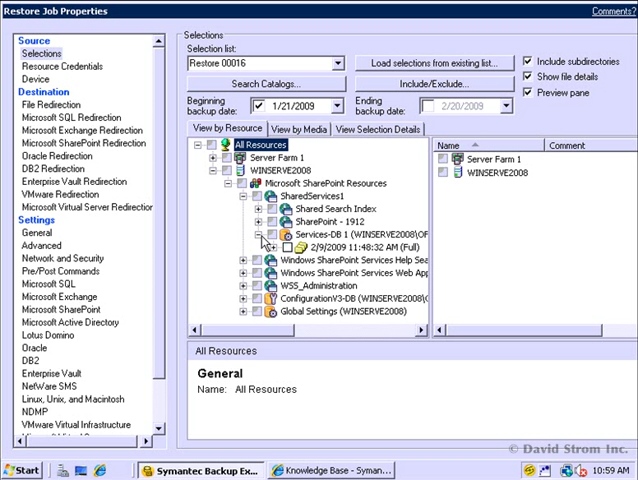 Restore Job Properties
Comments?
Source
Selections
Resource Credentials
Device
Destination
File Redirection
Microsoft SQL Redirection
Microsoft Exchange Redirection
Microsoft SharePoint Redirection
Oracle Redirection
DB2 Redirection
Enterprise Vault Redirection
VMware Redirection
Microsoft Virtual Server Redirection
Settings
General
Advanced
Network and Security
Pre/Post Commands
Microsoft SQL
Microsoft Exchange
Microsoft SharePoint
Microsoft Active Directory
Lotus Domino
Oracle
DB2
Enterprise Vault
NetWare SMS
Linux, Unix, and Macintosh
NDMP
VMware Virtual Infrastructure
Selections
Selection list:
Restore 00016
Load selections from existing list...
Search Catalogs...
Include/Exclude...
Include subdirectories
Show file details
Preview pane
Beginning backup date:
1/21/2009
Ending backup date:
2/20/2009
View by Resource
View by Media
View Selection Details
All Resources
Server Farm 1
WINSERVE2008
Microsoft SharePoint Resources
SharedServices1
Shared Search Index
SharePoint - 1912
Services-DB 1 (WINSERVE2008\OF
2/9/2009 11:48:32 AM (Full)
Windows SharePoint Services Help Sea
Windows SharePoint Services Web App
WSS_Administration
ConfigurationV3-DB (WINSERVE2008\
Global Settings (WINSERVE2008)
Name
Comment
Server Farm 1
WINSERVE2008
All Resources
General
Name: All Resources
© David Strom Inc.
Start
Symantec Backup Ex...
Knowledge Base - Syman...
10:59 AM